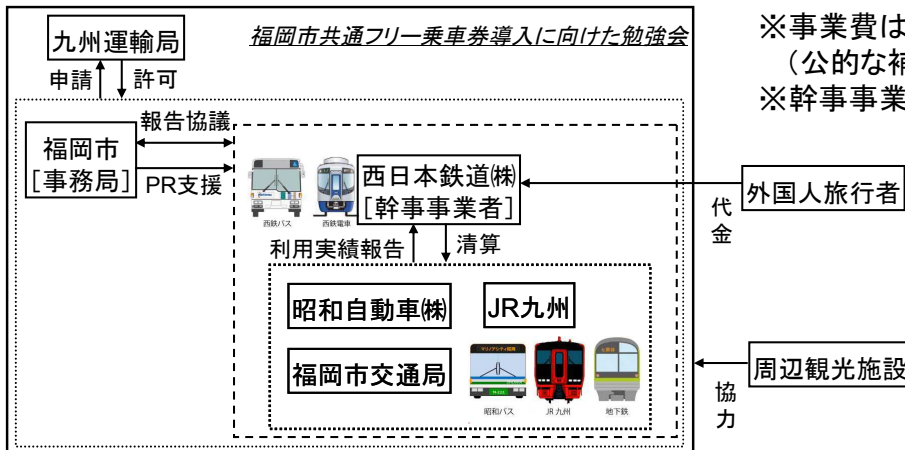 福岡市共通フリー乗車券導入に向けた勉強会
※事業費は
（公的な補
※幹事事業
九州運輸局
申請
許可
報告協議
福岡市
[事務局]
PR支援
西日本鉄道㈱
[幹事事業者]
西鉄バス
西鉄電車
代金
外国人旅行者
利用実績報告
清算
昭和自動車㈱
JR九州
福岡市交通局
昭和バス
JR九州
地下鉄
周辺観光施設
協力